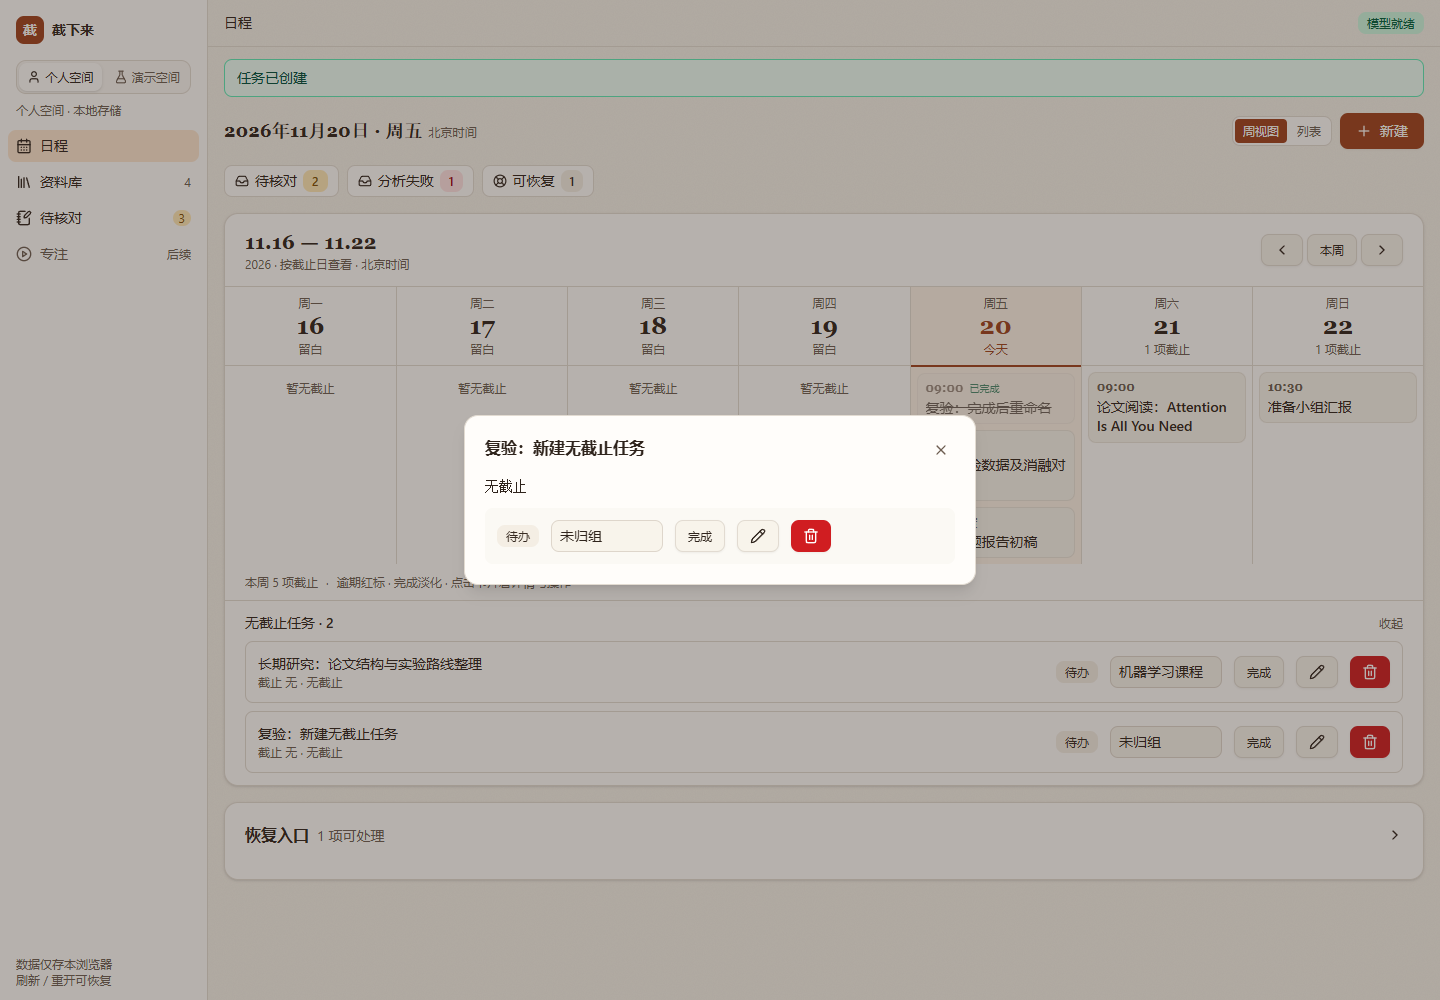 截 截下来
个人空间 演示空间
个人空间 · 本地存储
日程
资料库 4
待核对 3
专注 后续
数据仅存本浏览器
刷新 / 重开可恢复
日程 模型就绪
任务已创建
2026年11月20日 · 周五 北京时间
周视图 列表 新建
待核对 2 分析失败 1 可恢复 1
11.16 — 11.22
2026 · 按截止日查看 · 北京时间
本周
周一 周二 周三 周四 周五 周六 周日
16 17 18 19 20 21 22
留白 留白 留白 留白 今天 1 项截止 1 项截止
暂无截止 暂无截止 暂无截止 暂无截止
09:00 已完成
复验：完成后重命名
验数据及消融对
报告初稿
09:00
论文阅读：Attention
Is All You Need
10:30
准备小组汇报
复验：新建无截止任务
无截止
待办 未归组 完成
本周 5 项截止 · 逾期红标 · 完成淡化 · 点击
无截止任务 · 2 收起
长期研究：论文结构与实验路线整理
截止 无 · 无截止
待办 机器学习课程 完成
复验：新建无截止任务
截止 无 · 无截止
待办 未归组 完成
恢复入口 1 项可处理